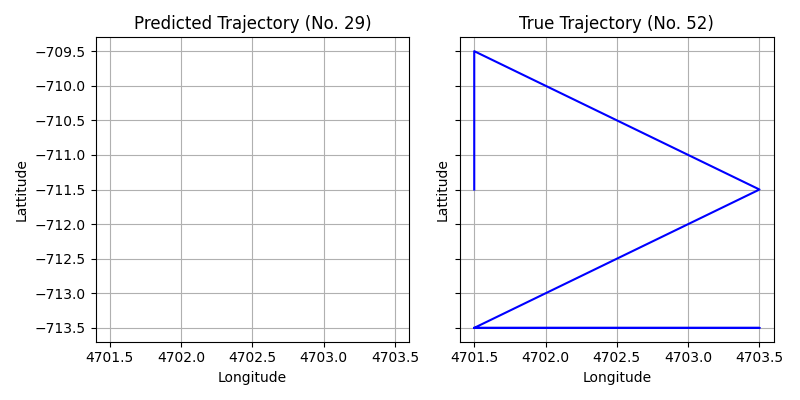 Predicted Trajectory (No. 29)
True Trajectory (No. 52)
−709.5
−710.0
−710.5
−711.0
−711.5
−712.0
−712.5
−713.0
−713.5
Lattitude
Lattitude
4701.5 4702.0 4702.5 4703.0 4703.5
4701.5 4702.0 4702.5 4703.0 4703.5
Longitude
Longitude